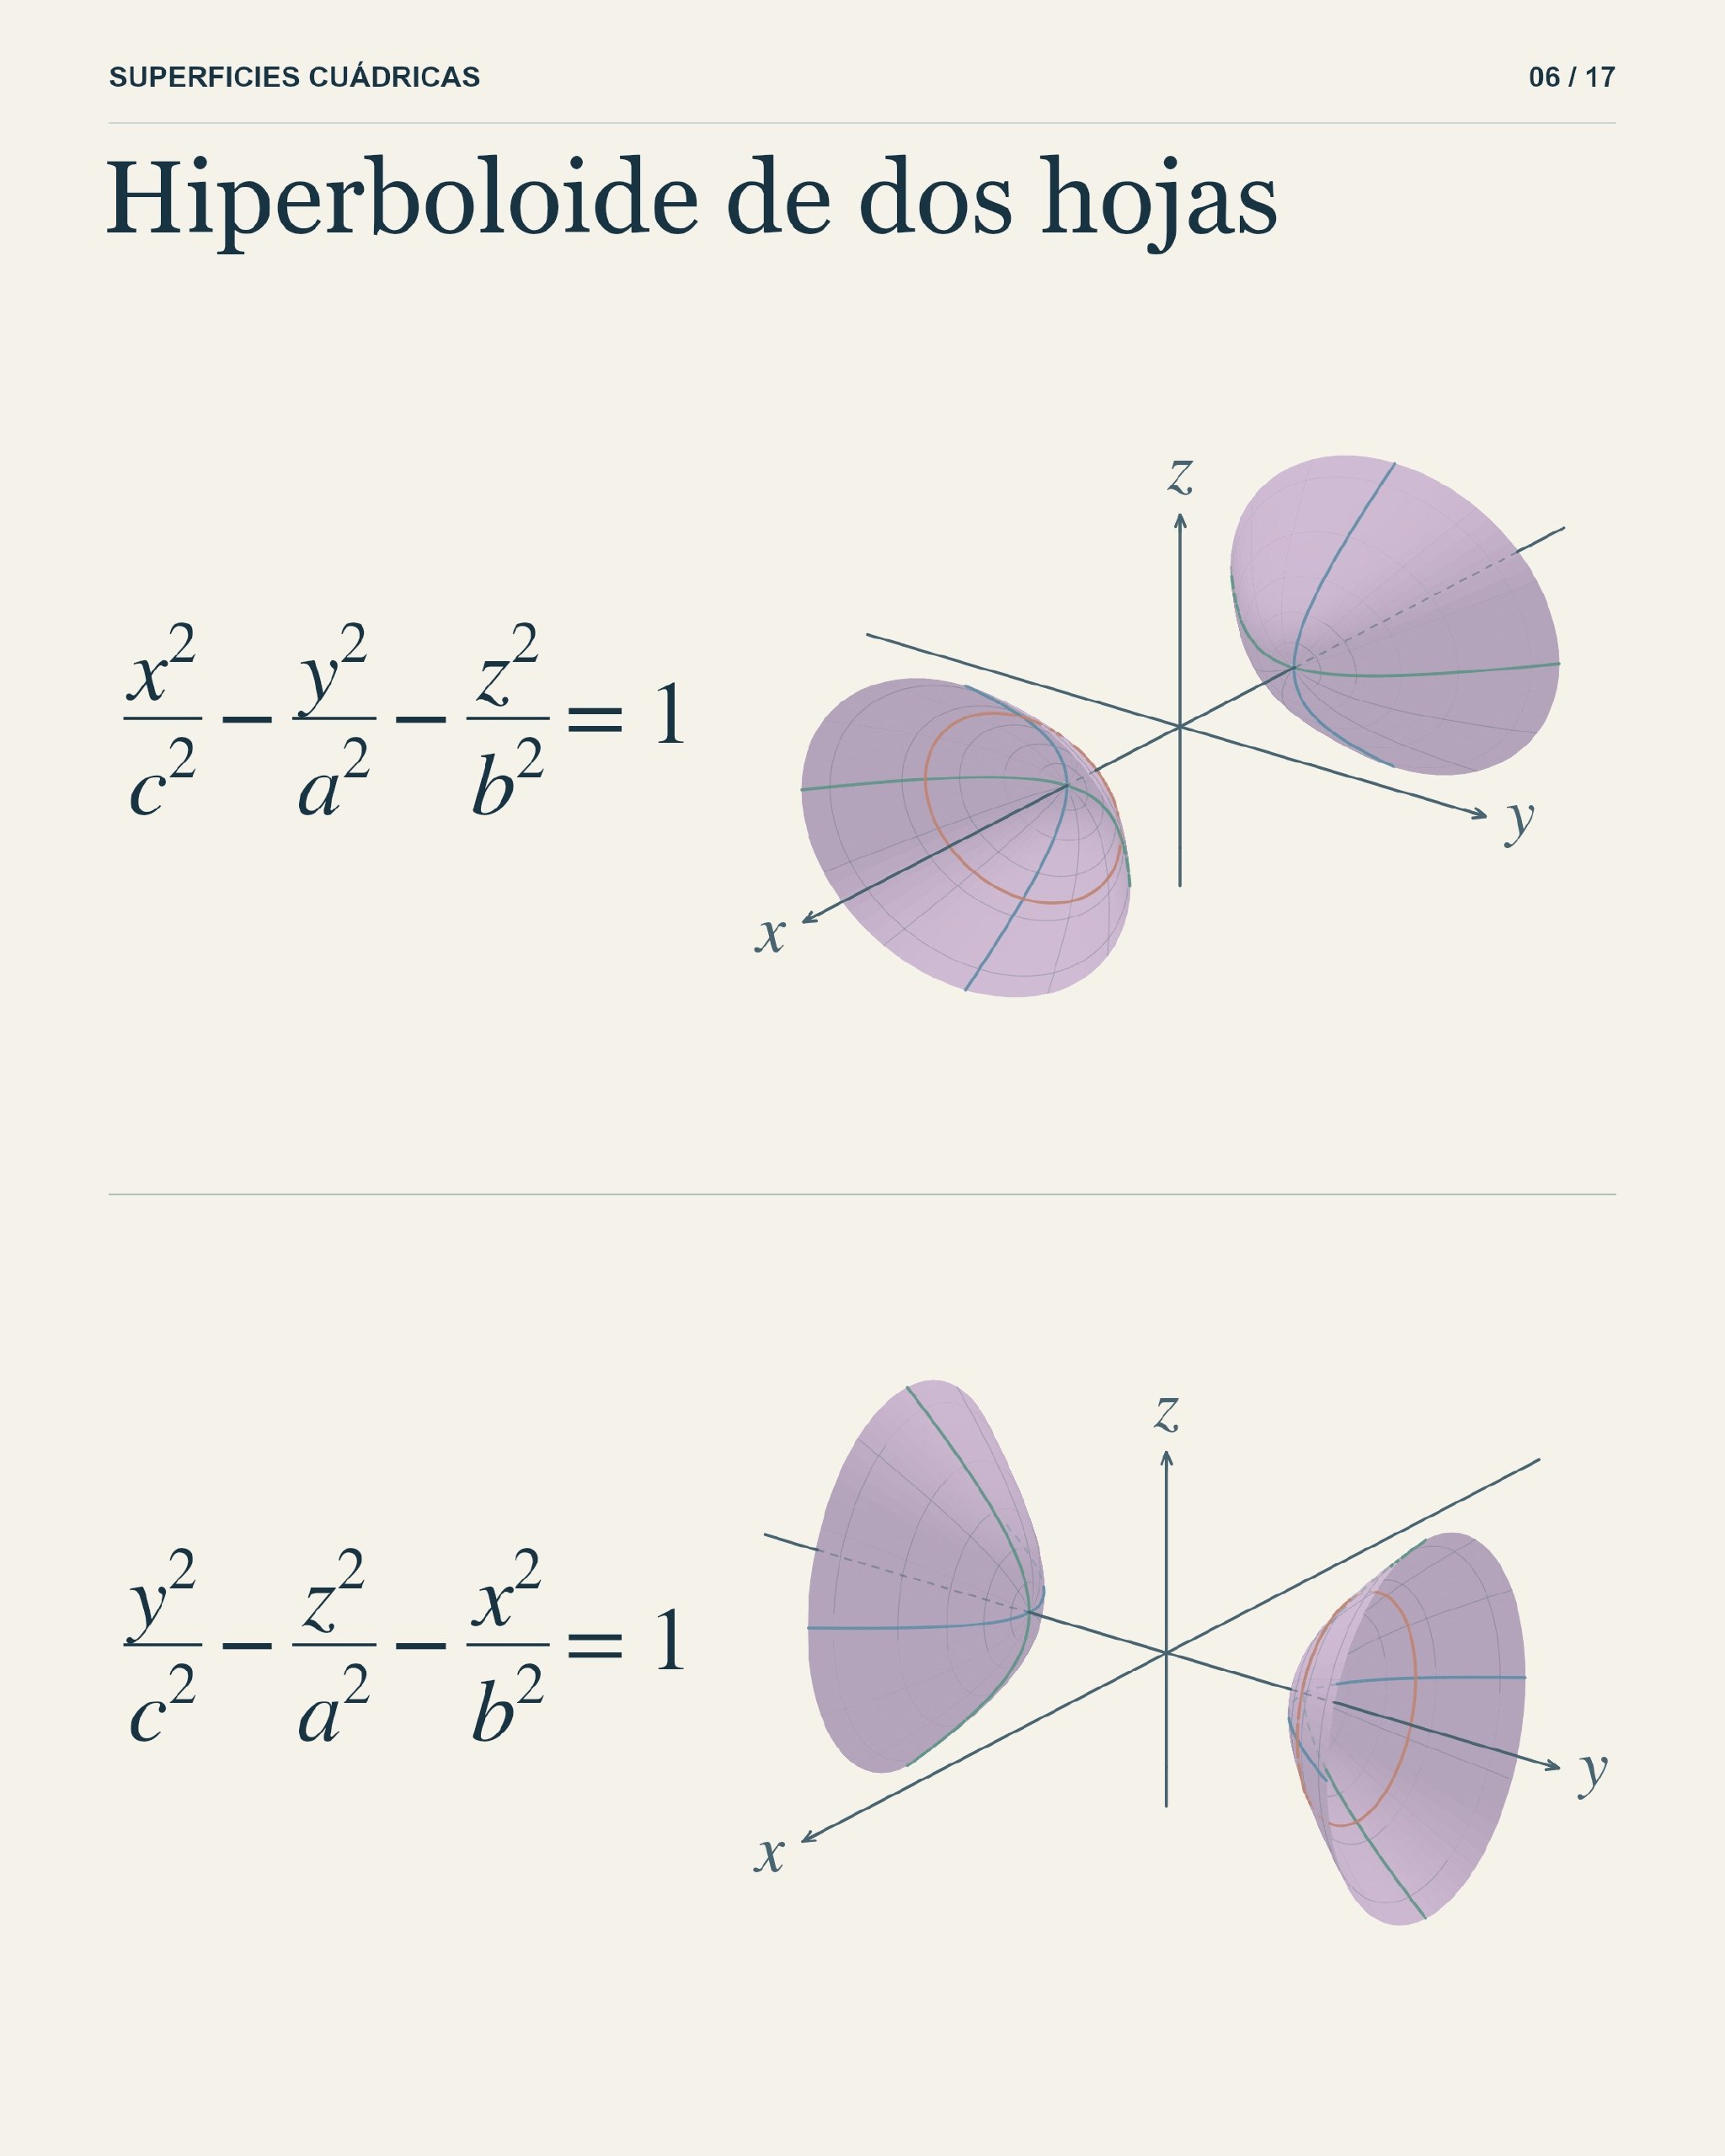 SUPERFICIES CUÁDRICAS
06 / 17
Hiperboloide de dos hojas
x²/c² − y²/a² − z²/b² = 1
z
y
x
y²/c² − z²/a² − x²/b² = 1
z
y
x